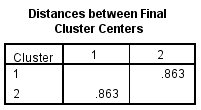 Distances between Final
Cluster Centers
Cluster 1 2
1 .863
2 .863